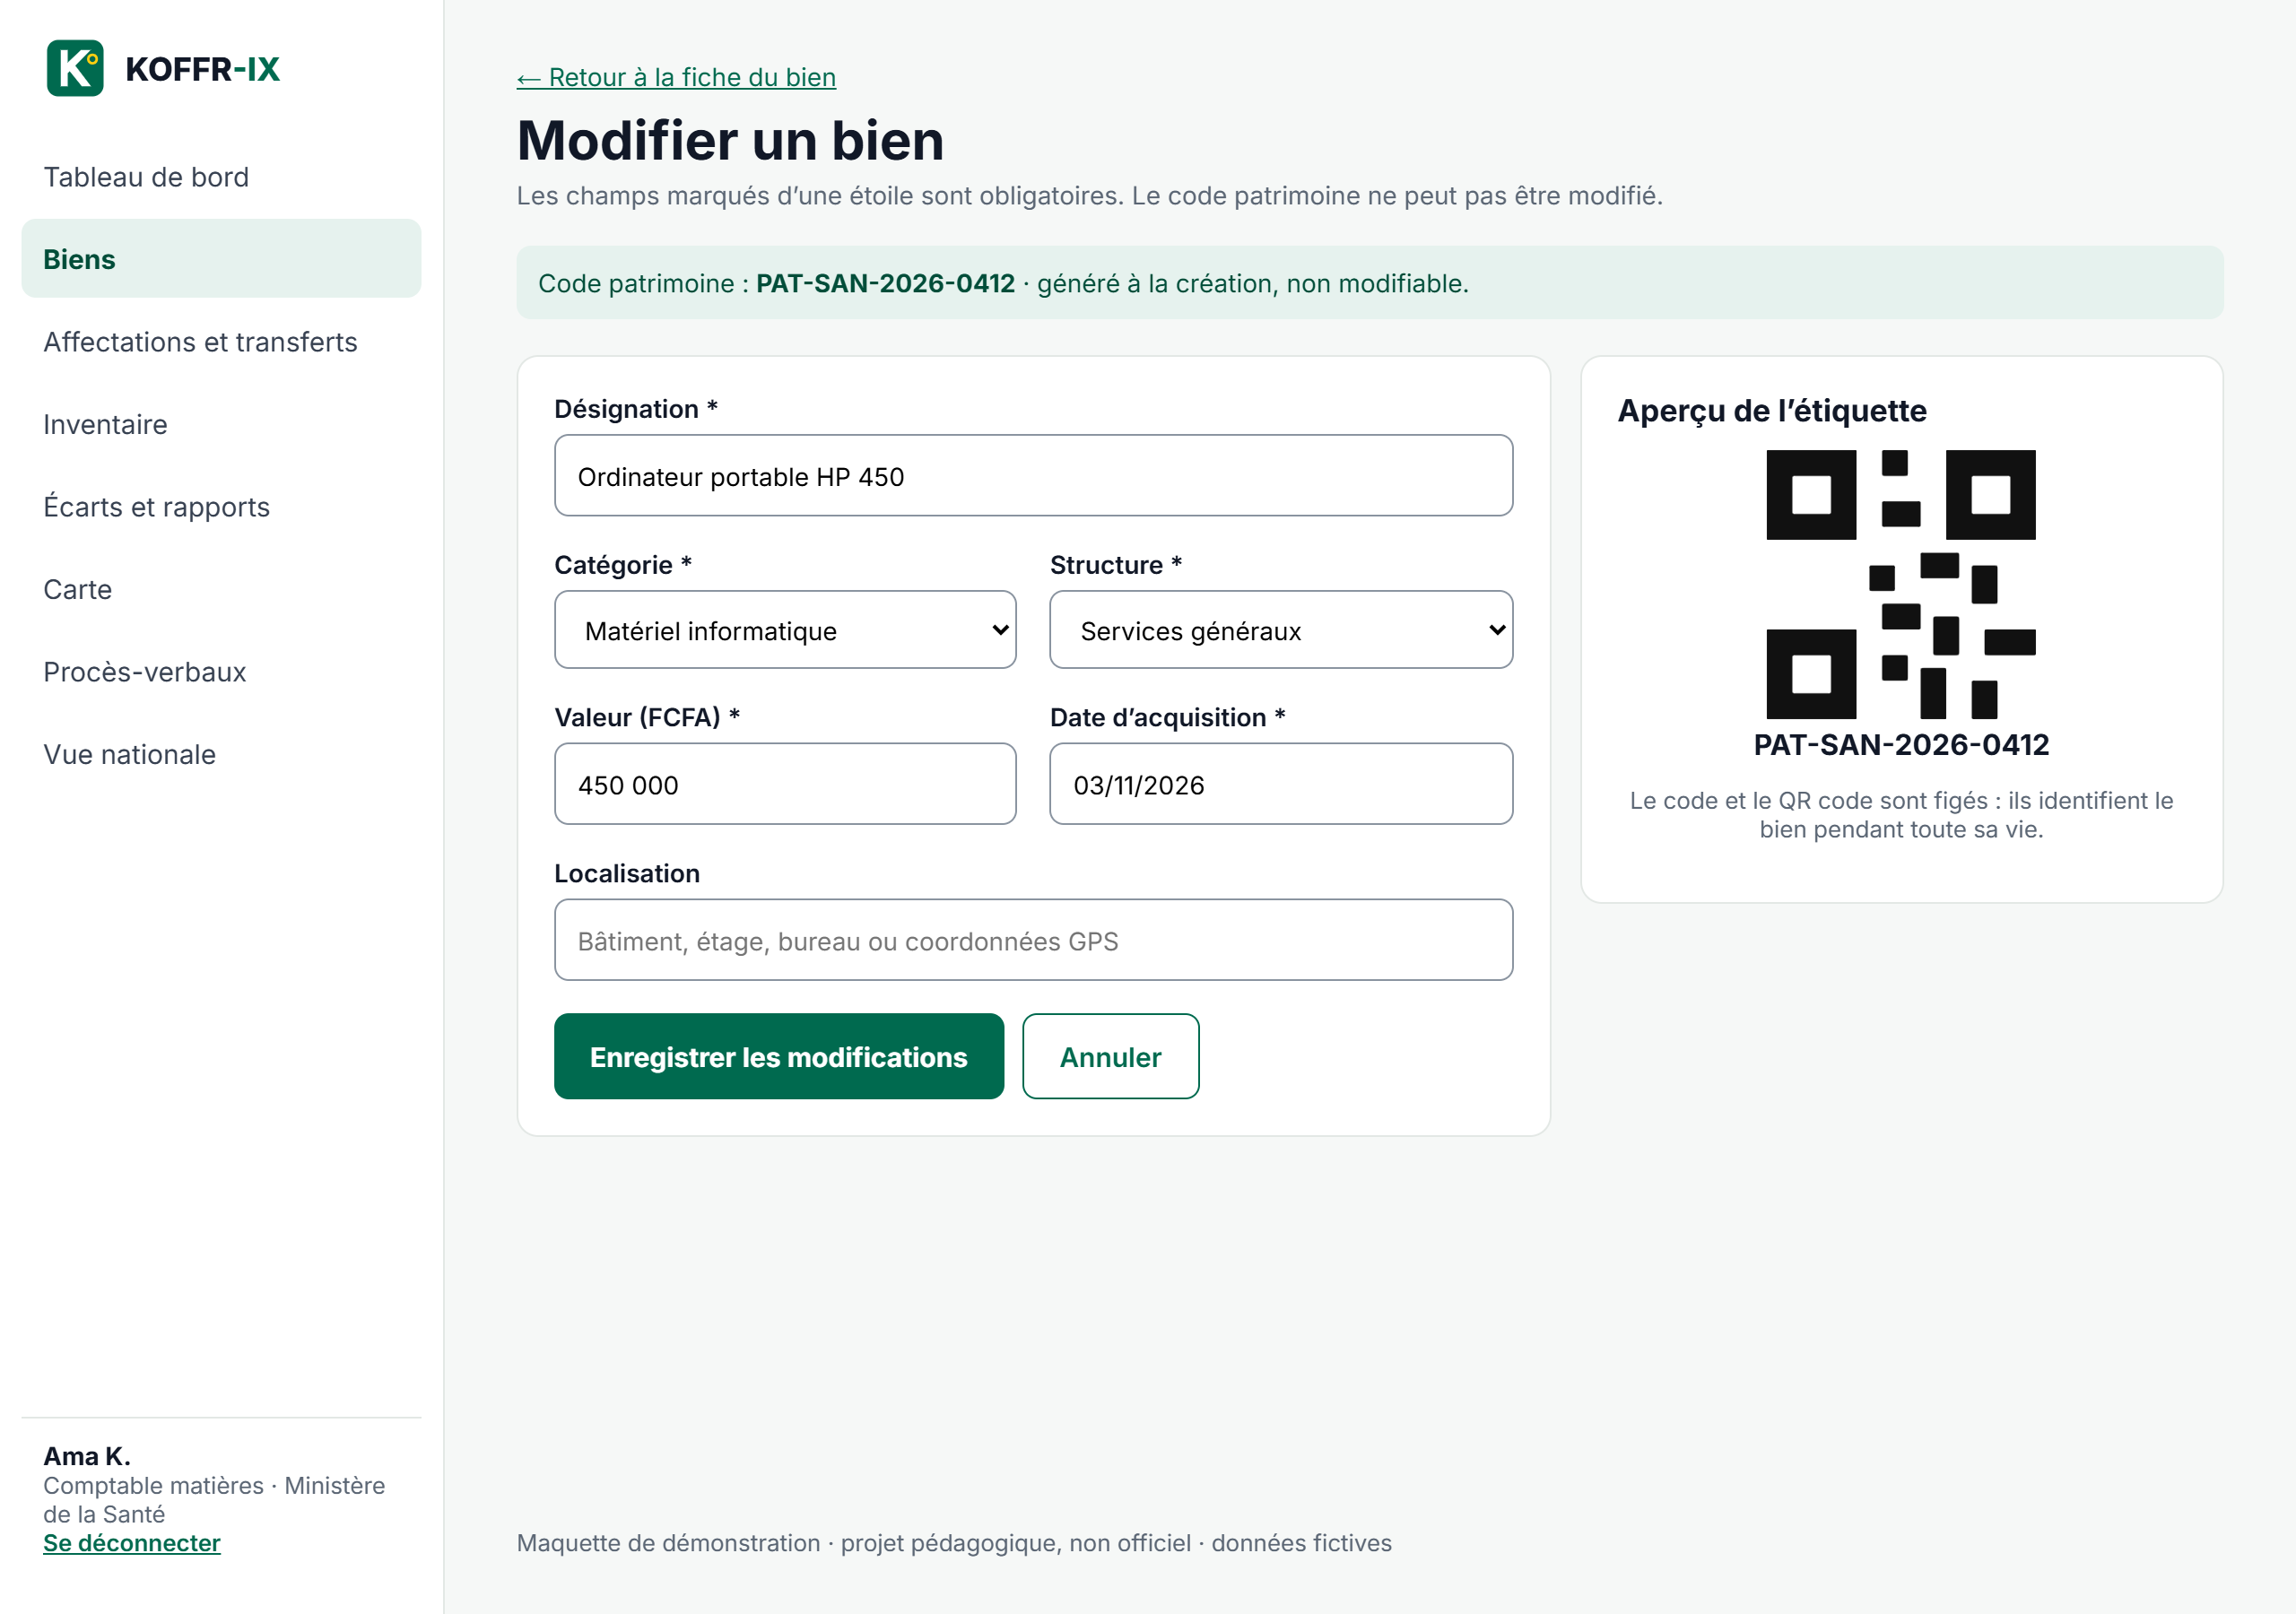 KOFFR-IX
Tableau de bord
Biens
Affectations et transferts
Inventaire
Écarts et rapports
Carte
Procès-verbaux
Vue nationale
Ama K.
Comptable matières · Ministère
de la Santé
Se déconnecter
← Retour à la fiche du bien
Modifier un bien
Les champs marqués d’une étoile sont obligatoires. Le code patrimoine ne peut pas être modifié.
Code patrimoine : PAT-SAN-2026-0412 · généré à la création, non modifiable.
Désignation *
Ordinateur portable HP 450
Catégorie *
Matériel informatique
Structure *
Services généraux
Valeur (FCFA) *
450 000
Date d’acquisition *
03/11/2026
Localisation
Bâtiment, étage, bureau ou coordonnées GPS
Enregistrer les modifications
Annuler
Aperçu de l’étiquette
PAT-SAN-2026-0412
Le code et le QR code sont figés : ils identifient le
bien pendant toute sa vie.
Maquette de démonstration · projet pédagogique, non officiel · données fictives